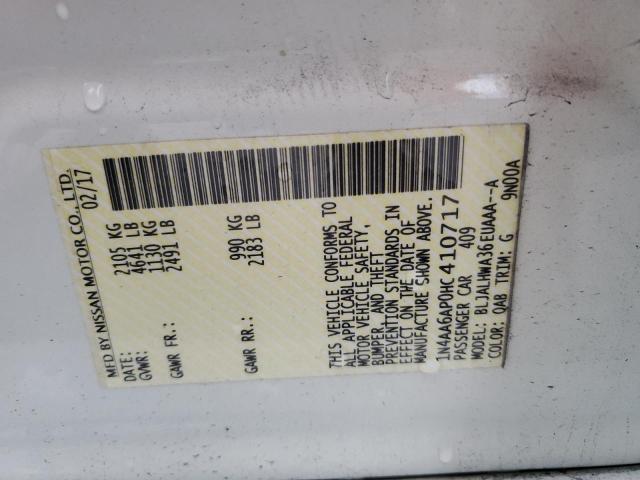 MFD BY NISSAN MOTOR CO., LTD.
DATE: 02/17
GVWR: 2105 KG
4641 LB
GAWR FR.: 1130 KG
2491 LB
GAWR RR.: 990 KG
2183 LB
THIS VEHICLE CONFORMS TO
ALL APPLICABLE FEDERAL
MOTOR VEHICLE SAFETY,
BUMPER, AND THEFT
PREVENTION STANDARDS IN
EFFECT ON THE DATE OF
MANUFACTURE SHOWN ABOVE.
1N4AA6AP0HC410717
PASSENGER CAR 409
MODEL: BLJALHWA36EUAAA--A
COLOR: QAB TRIM: G 9N00A